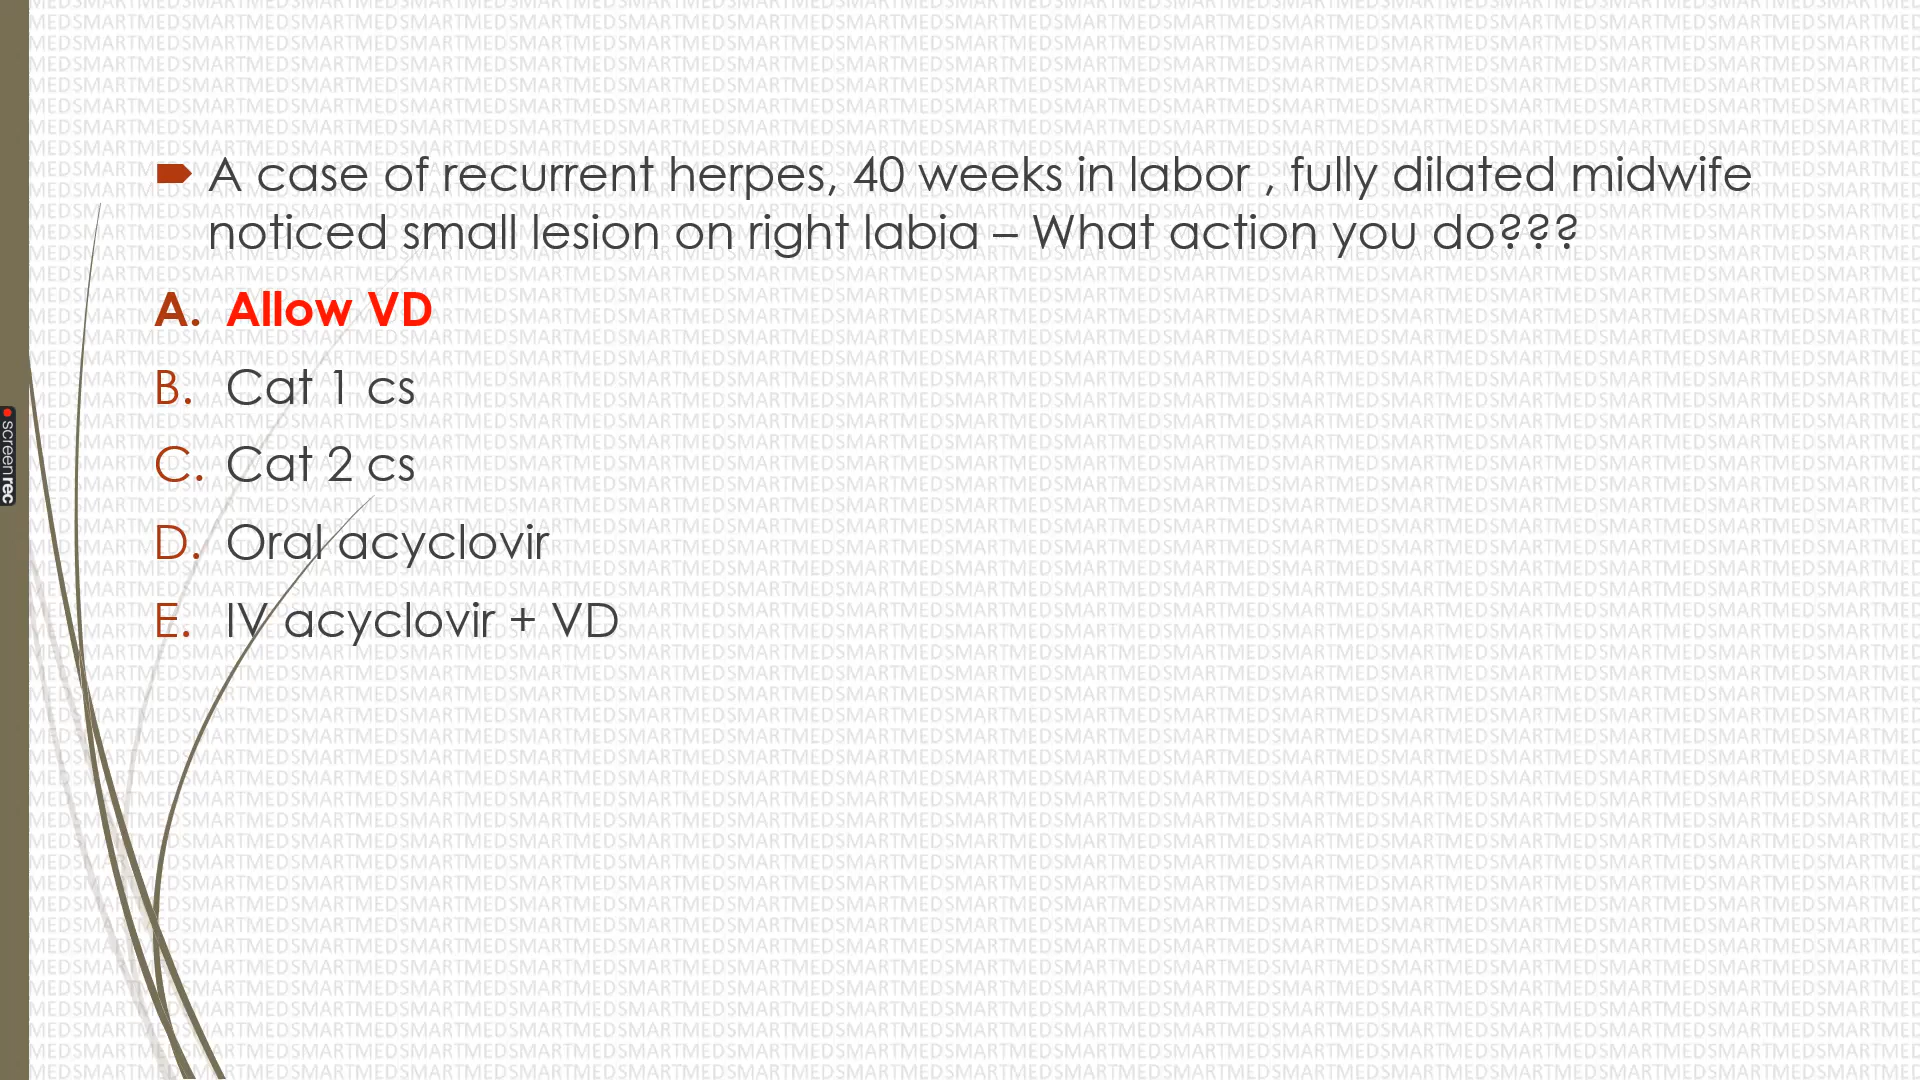 A case of recurrent herpes, 40 weeks in labor , fully dilated midwife
noticed small lesion on right labia – What action you do???
A. Allow VD
B. Cat 1 cs
C. Cat 2 cs
D. Oral acyclovir
E. IV acyclovir + VD
screenrec